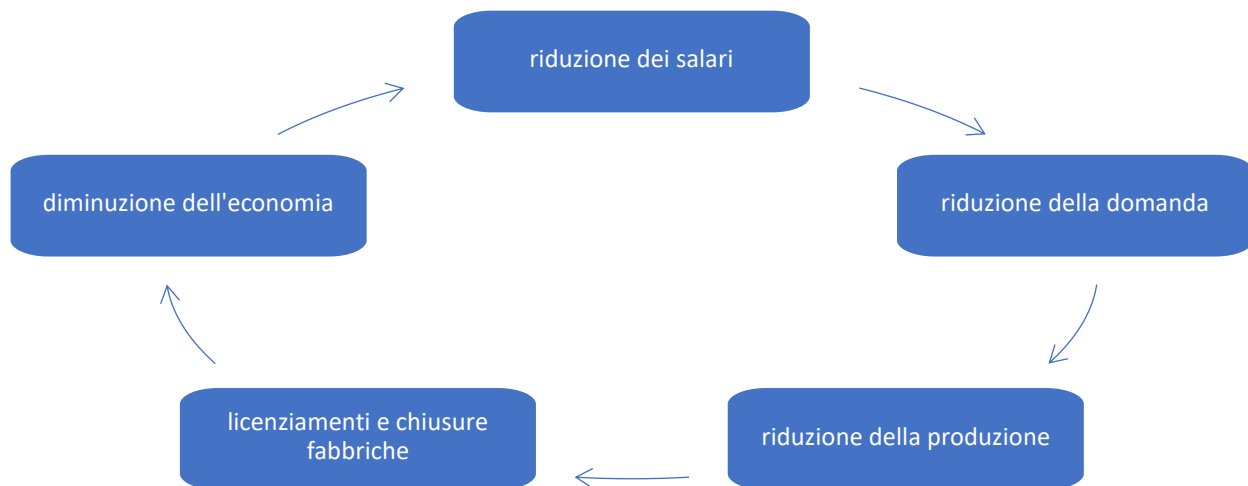 riduzione dei salari
riduzione della domanda
riduzione della produzione
licenziamenti e chiusure
fabbriche
diminuzione dell'economia